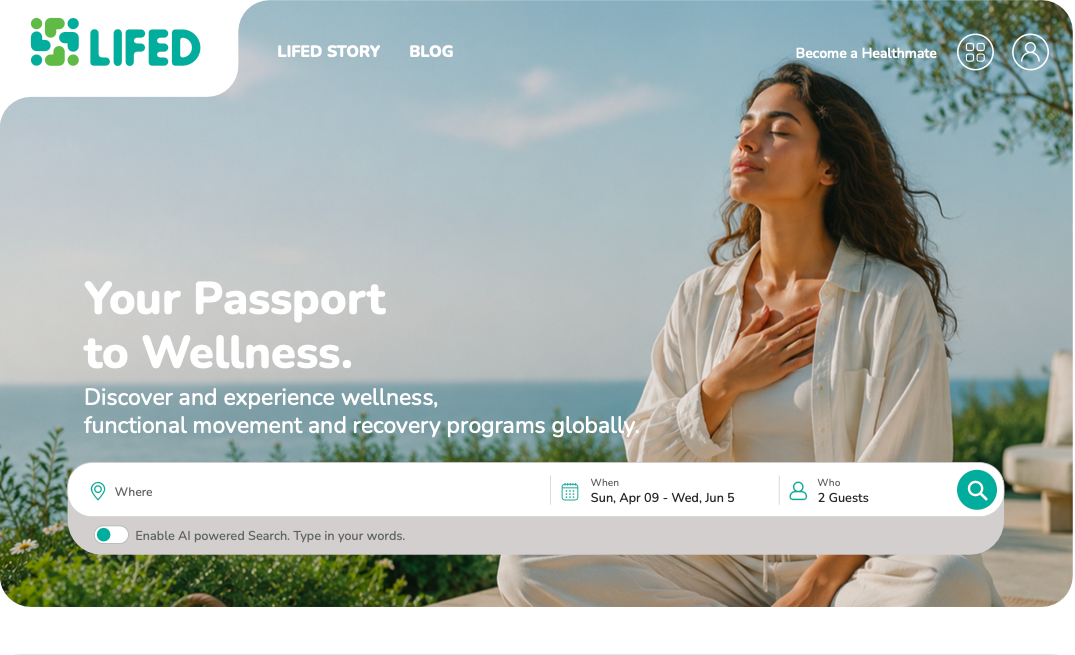 LIFED
LIFED STORY
BLOG
Become a Healthmate
Your Passport
to Wellness.
Discover and experience wellness,
functional movement and recovery programs globally.
Where
When
Sun, Apr 09 - Wed, Jun 5
Who
2 Guests
Enable AI powered Search. Type in your words.